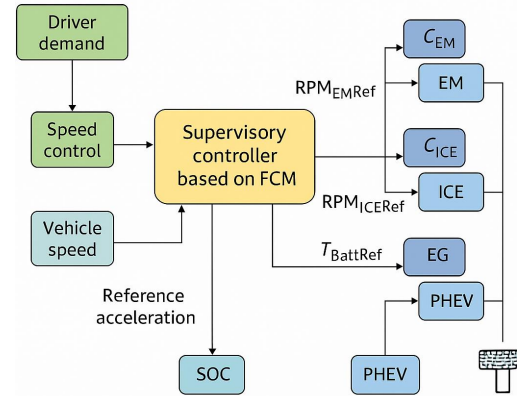 Driver
demand
Speed
control
Vehicle
speed
Supervisory
controller
based on FCM
Reference
acceleration
SOC
RPM_EMRef
RPM_ICERef
T_BattRef
C_EM
EM
C_ICE
ICE
EG
PHEV
PHEV